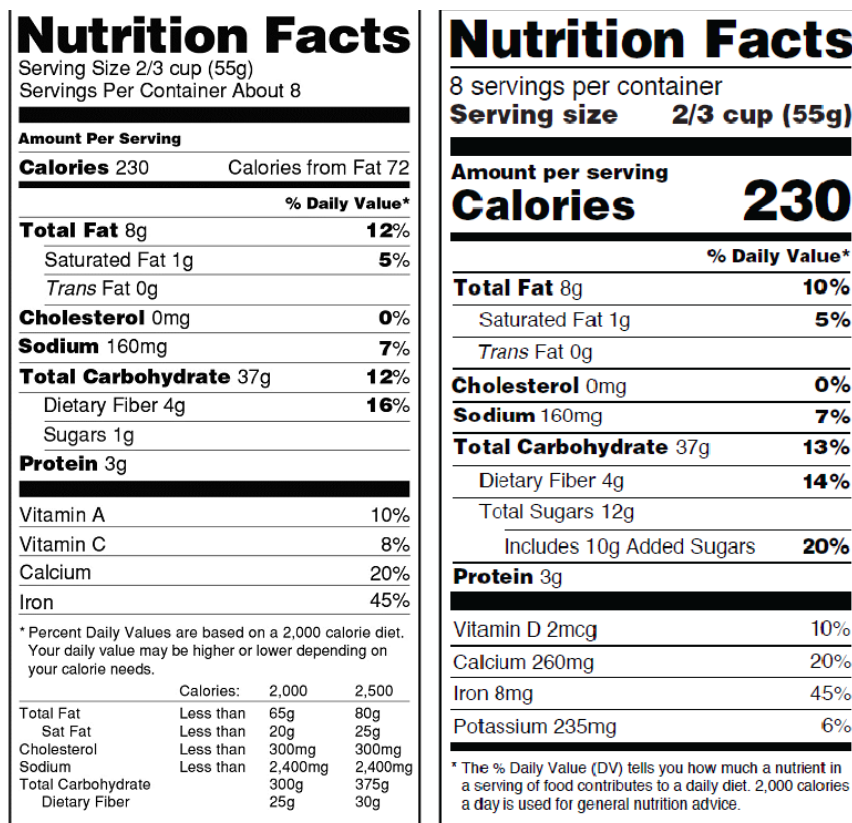 Nutrition Facts
Serving Size 2/3 cup (55g)
Servings Per Container About 8
Amount Per Serving
Calories 230 Calories from Fat 72
% Daily Value*
Total Fat 8g 12%
Saturated Fat 1g 5%
Trans Fat 0g
Cholesterol 0mg 0%
Sodium 160mg 7%
Total Carbohydrate 37g 12%
Dietary Fiber 4g 16%
Sugars 1g
Protein 3g
Vitamin A 10%
Vitamin C 8%
Calcium 20%
Iron 45%
* Percent Daily Values are based on a 2,000 calorie diet.
Your daily value may be higher or lower depending on
your calorie needs.
Calories: 2,000 2,500
Total Fat Less than 65g 80g
Sat Fat Less than 20g 25g
Cholesterol Less than 300mg 300mg
Sodium Less than 2,400mg 2,400mg
Total Carbohydrate 300g 375g
Dietary Fiber 25g 30g
Nutrition Facts
8 servings per container
Serving size 2/3 cup (55g)
Amount per serving
Calories 230
% Daily Value*
Total Fat 8g 10%
Saturated Fat 1g 5%
Trans Fat 0g
Cholesterol 0mg 0%
Sodium 160mg 7%
Total Carbohydrate 37g 13%
Dietary Fiber 4g 14%
Total Sugars 12g
Includes 10g Added Sugars 20%
Protein 3g
Vitamin D 2mcg 10%
Calcium 260mg 20%
Iron 8mg 45%
Potassium 235mg 6%
* The % Daily Value (DV) tells you how much a nutrient in
a serving of food contributes to a daily diet. 2,000 calories
a day is used for general nutrition advice.